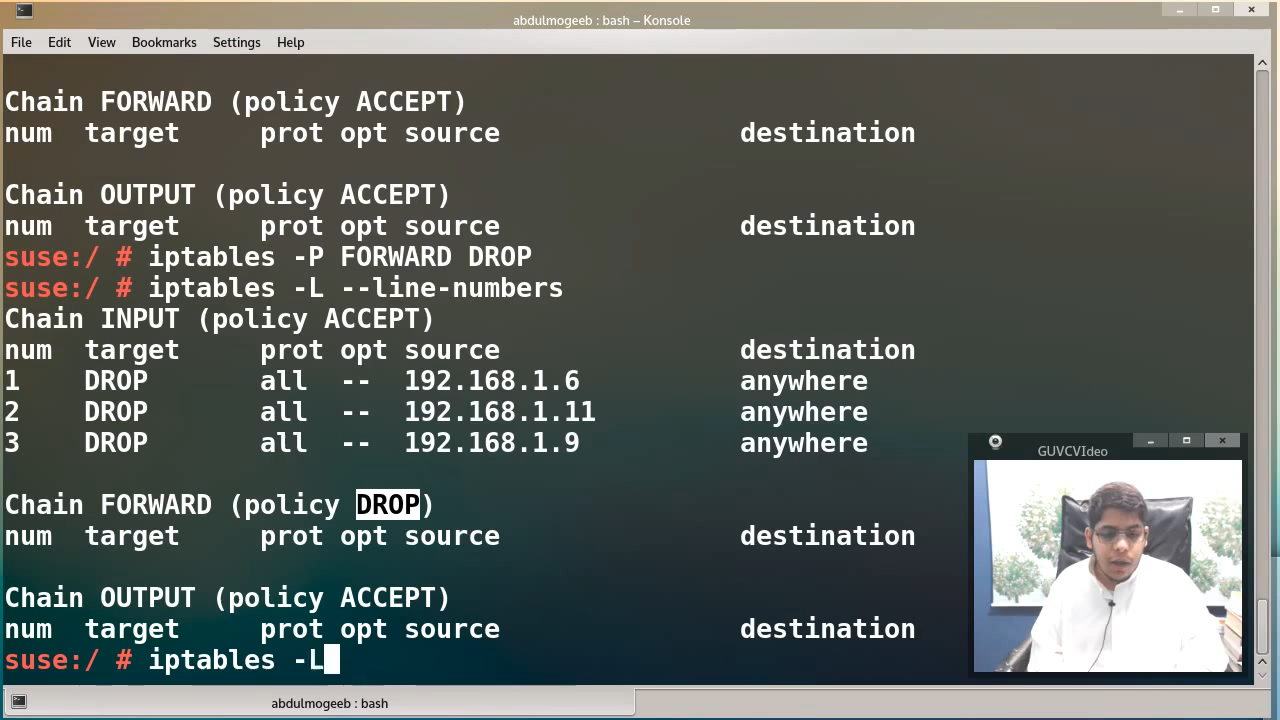 abdulmogeeb : bash – Konsole
File Edit View Bookmarks Settings Help
Chain FORWARD (policy ACCEPT)
num target prot opt source destination
Chain OUTPUT (policy ACCEPT)
num target prot opt source destination
suse:/ # iptables -P FORWARD DROP
suse:/ # iptables -L --line-numbers
Chain INPUT (policy ACCEPT)
num target prot opt source destination
1 DROP all -- 192.168.1.6 anywhere
2 DROP all -- 192.168.1.11 anywhere
3 DROP all -- 192.168.1.9 anywhere
GUVCVIdeo
Chain FORWARD (policy DROP)
num target prot opt source destination
Chain OUTPUT (policy ACCEPT)
num target prot opt source destination
suse:/ # iptables -L
abdulmogeeb : bash